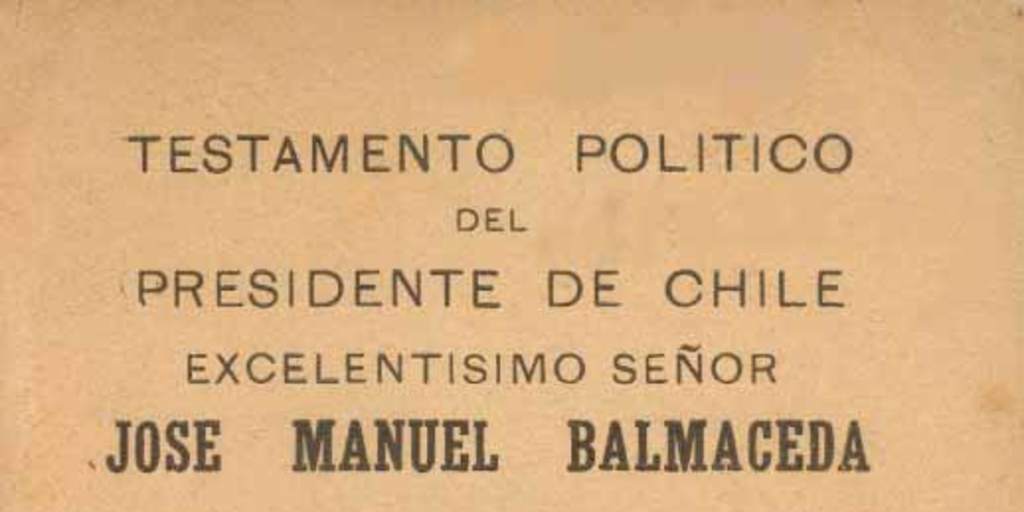 TESTAMENTO POLITICO
DEL
PRESIDENTE DE CHILE
EXCELENTISIMO SEÑOR
JOSE MANUEL BALMACEDA